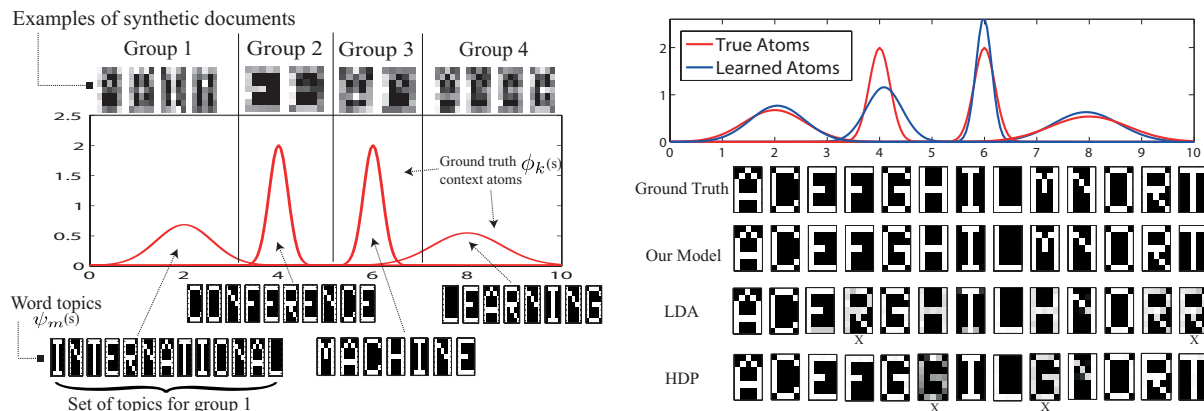 Examples of synthetic documents
Group 1 Group 2 Group 3 Group 4
2.5
2
1.5
1
0.5
0
0 2 4 6 8 10
Ground truth ϕk(s)
context atoms
CONFERENCE
LEARNING
Word topics
ψm(s)
INTERNATIONAL
MACHINE
Set of topics for group 1
2
1
0
True Atoms
Learned Atoms
0 1 2 3 4 5 6 7 8 9 10
Ground Truth A C E F G H I L M N O R T
Our Model A C E F G H I L M N O R T
LDA
X X
HDP
X X